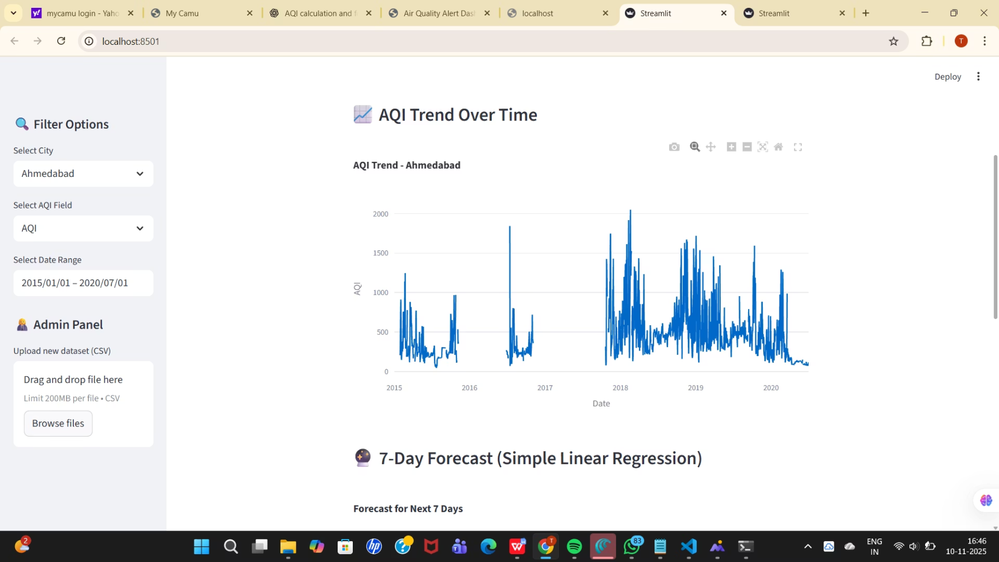 mycamu login - Yaho
My Camu
AQI calculation and f
Air Quality Alert Das
localhost
Streamlit
Streamlit
localhost:8501
T
Deploy
🔍 Filter Options
Select City
Ahmedabad
Select AQI Field
AQI
Select Date Range
2015/01/01 – 2020/07/01
Admin Panel
Upload new dataset (CSV)
Drag and drop file here
Limit 200MB per file • CSV
Browse files
AQI Trend Over Time
AQI Trend - Ahmedabad
2000
1500
1000
500
0
AQI
2015
2016
2017
2018
2019
2020
Date
7-Day Forecast (Simple Linear Regression)
Forecast for Next 7 Days
2
83
T
ENG
IN
16:46
10-11-2025